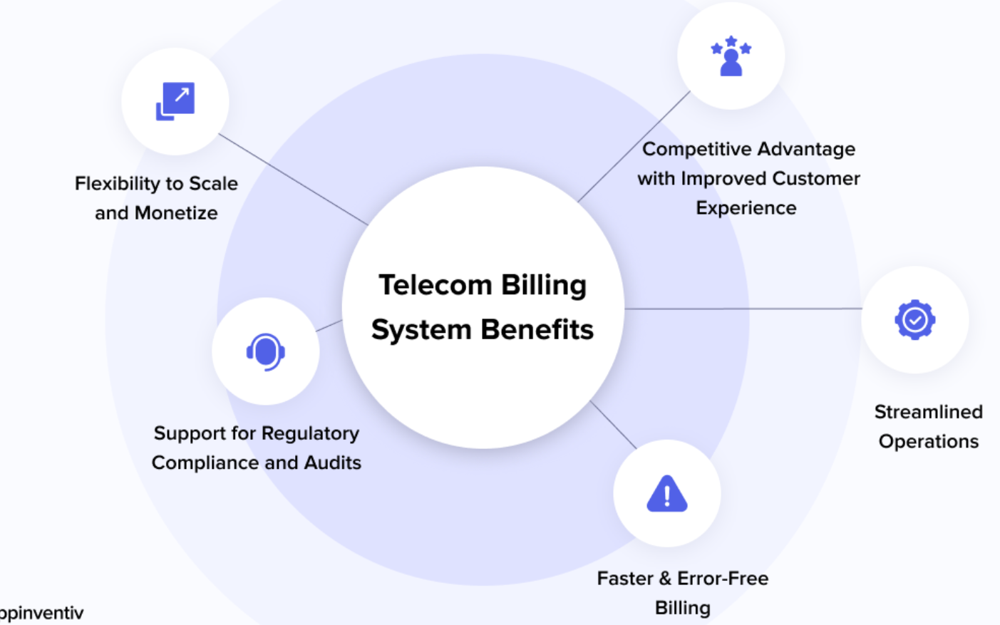 Competitive Advantage
with Improved Customer
Experience
Flexibility to Scale
and Monetize
Telecom Billing
System Benefits
Streamlined
Operations
Support for Regulatory
Compliance and Audits
Faster & Error-Free
Billing
ppinventiv